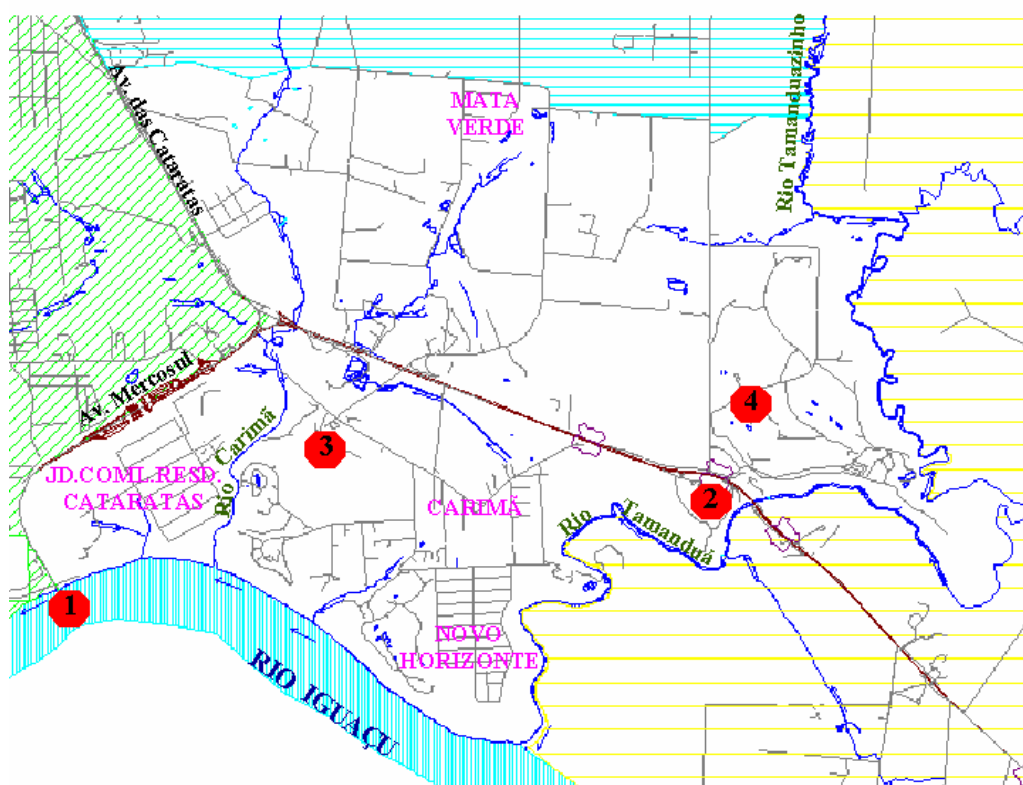 Av. das Cataratas
MATA
VERDE
Rio Tamanduazinho
Av. Mercosul
4
Rio Carimã
3
JD.COML.RESD.
CATARATAS
CARIMÃ
2
Rio Tamanduá
1
NOVO
HORIZONTE
RIO IGUAÇU